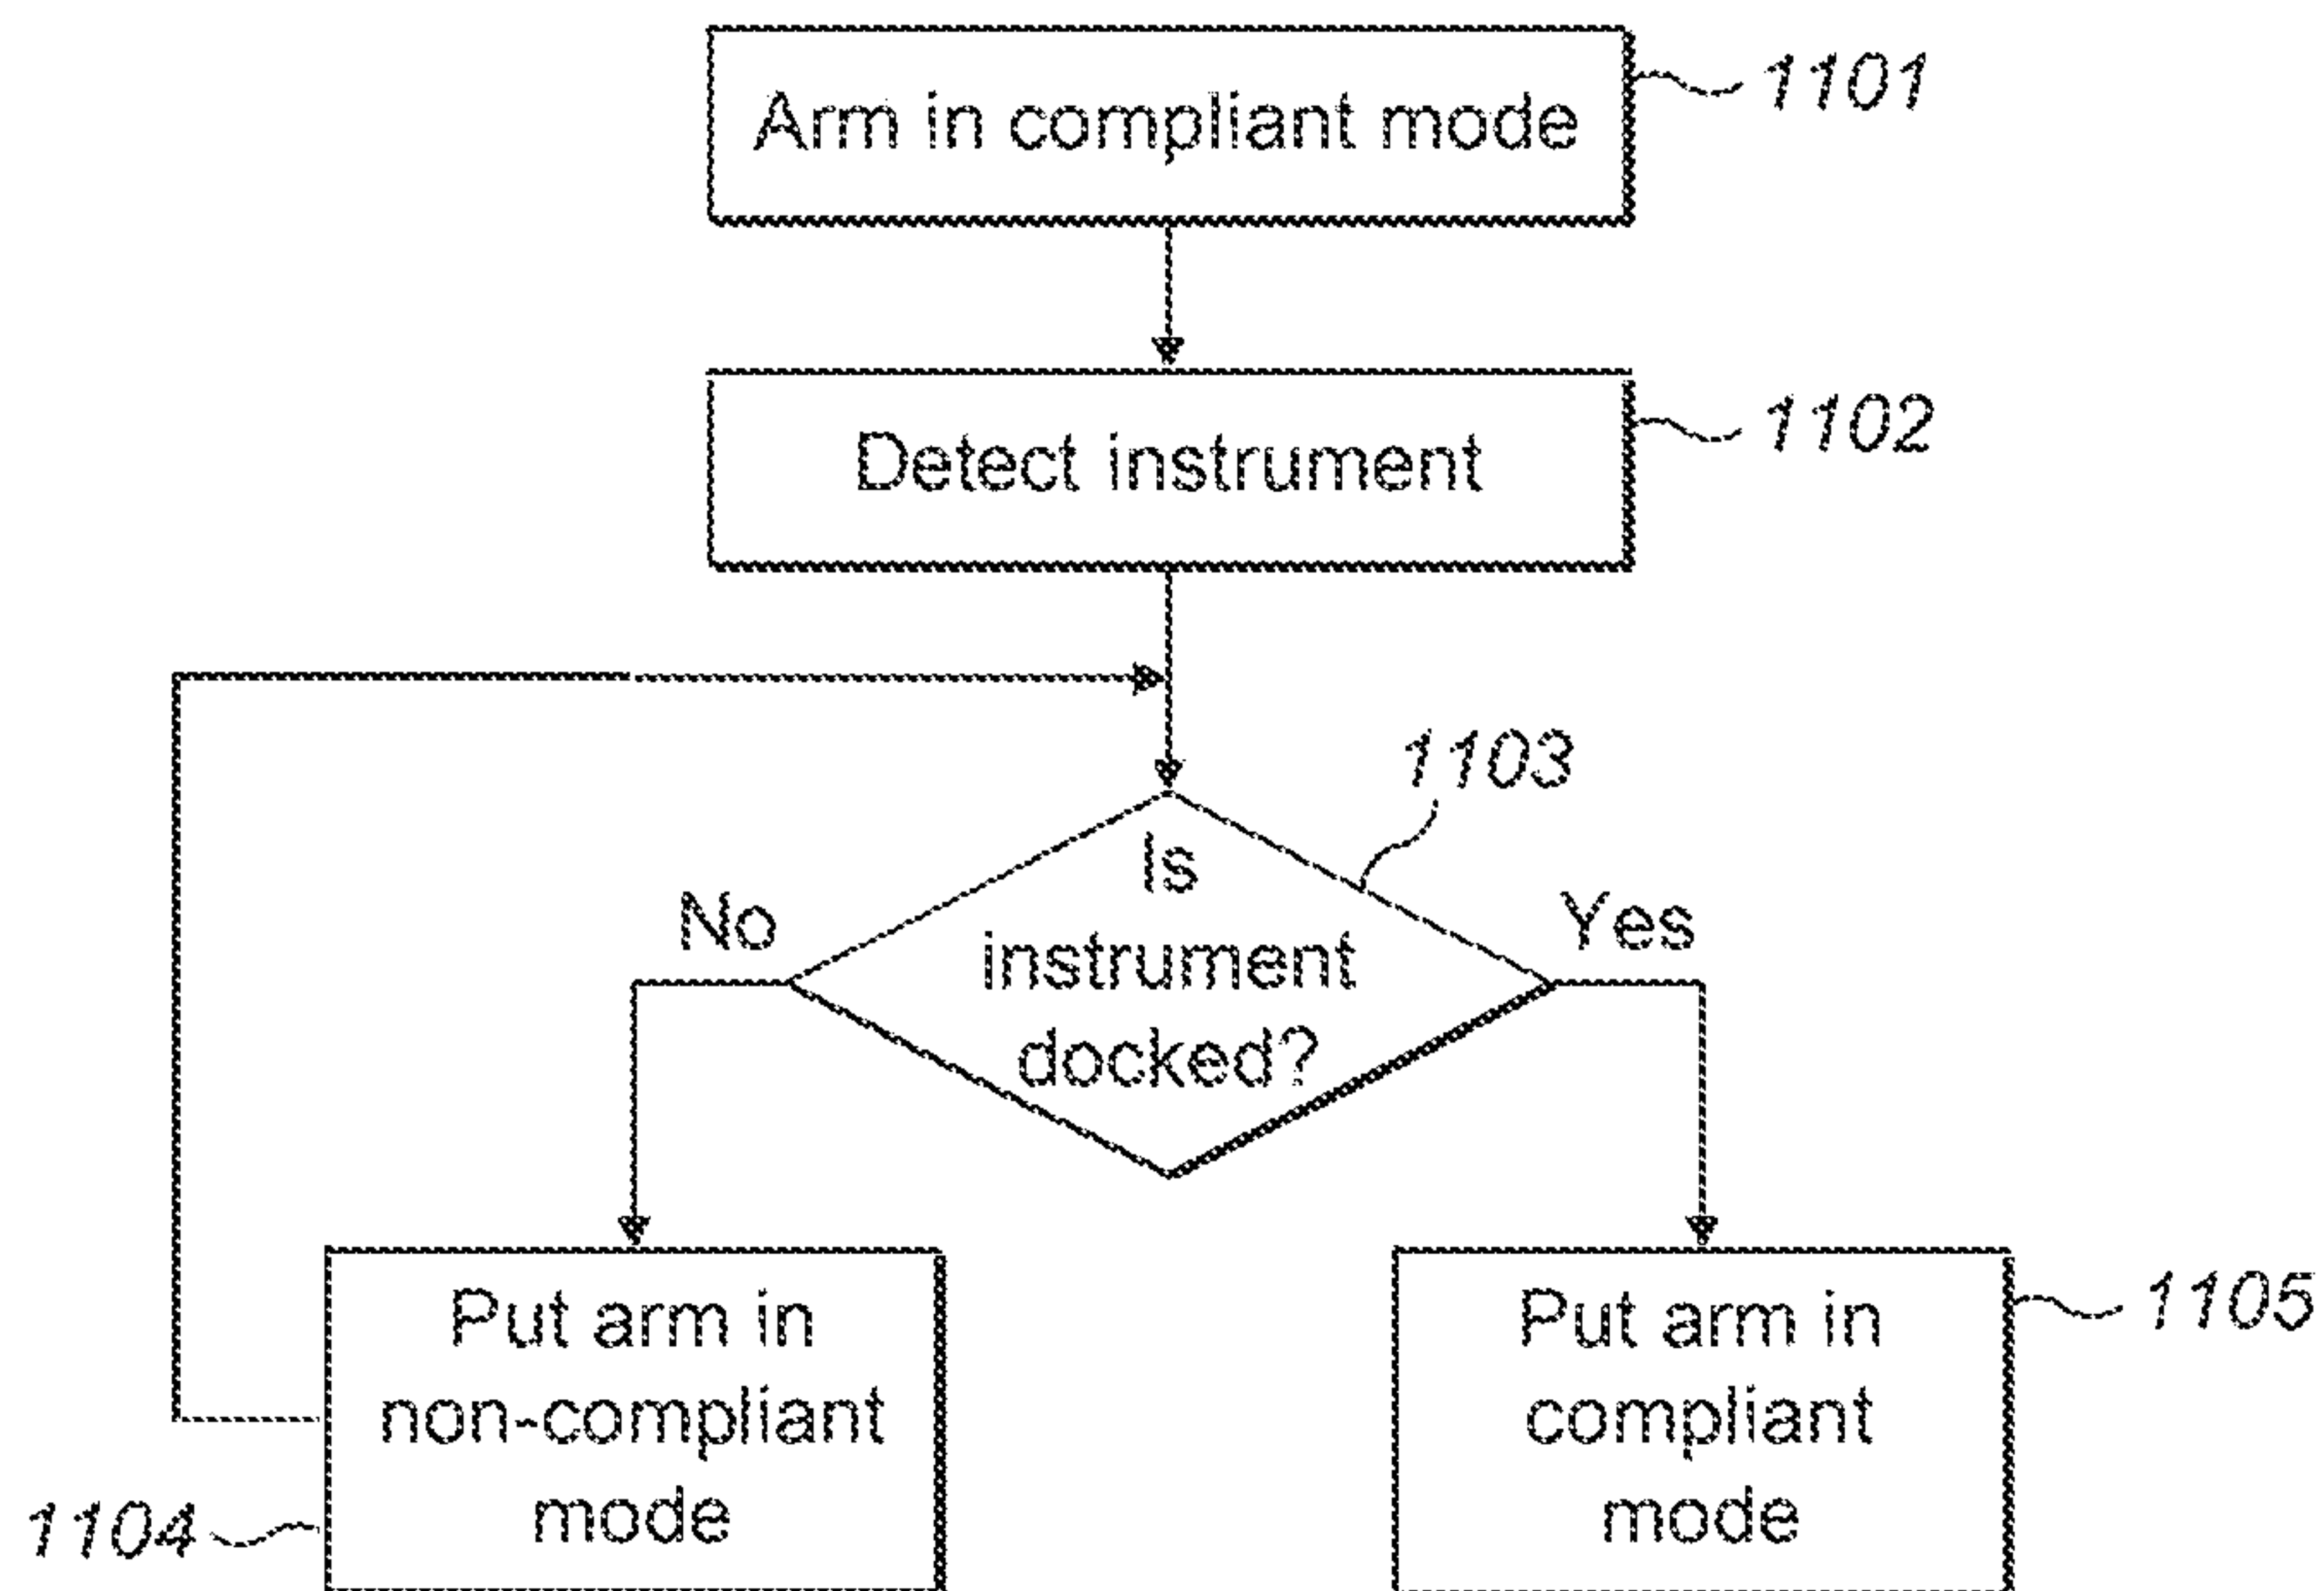 Arm in compliant mode
1101
Detect instrument
1102
1103
Is
instrument
docked?
No
Yes
Put arm in
non-compliant
mode
1104
Put arm in
compliant
mode
1105